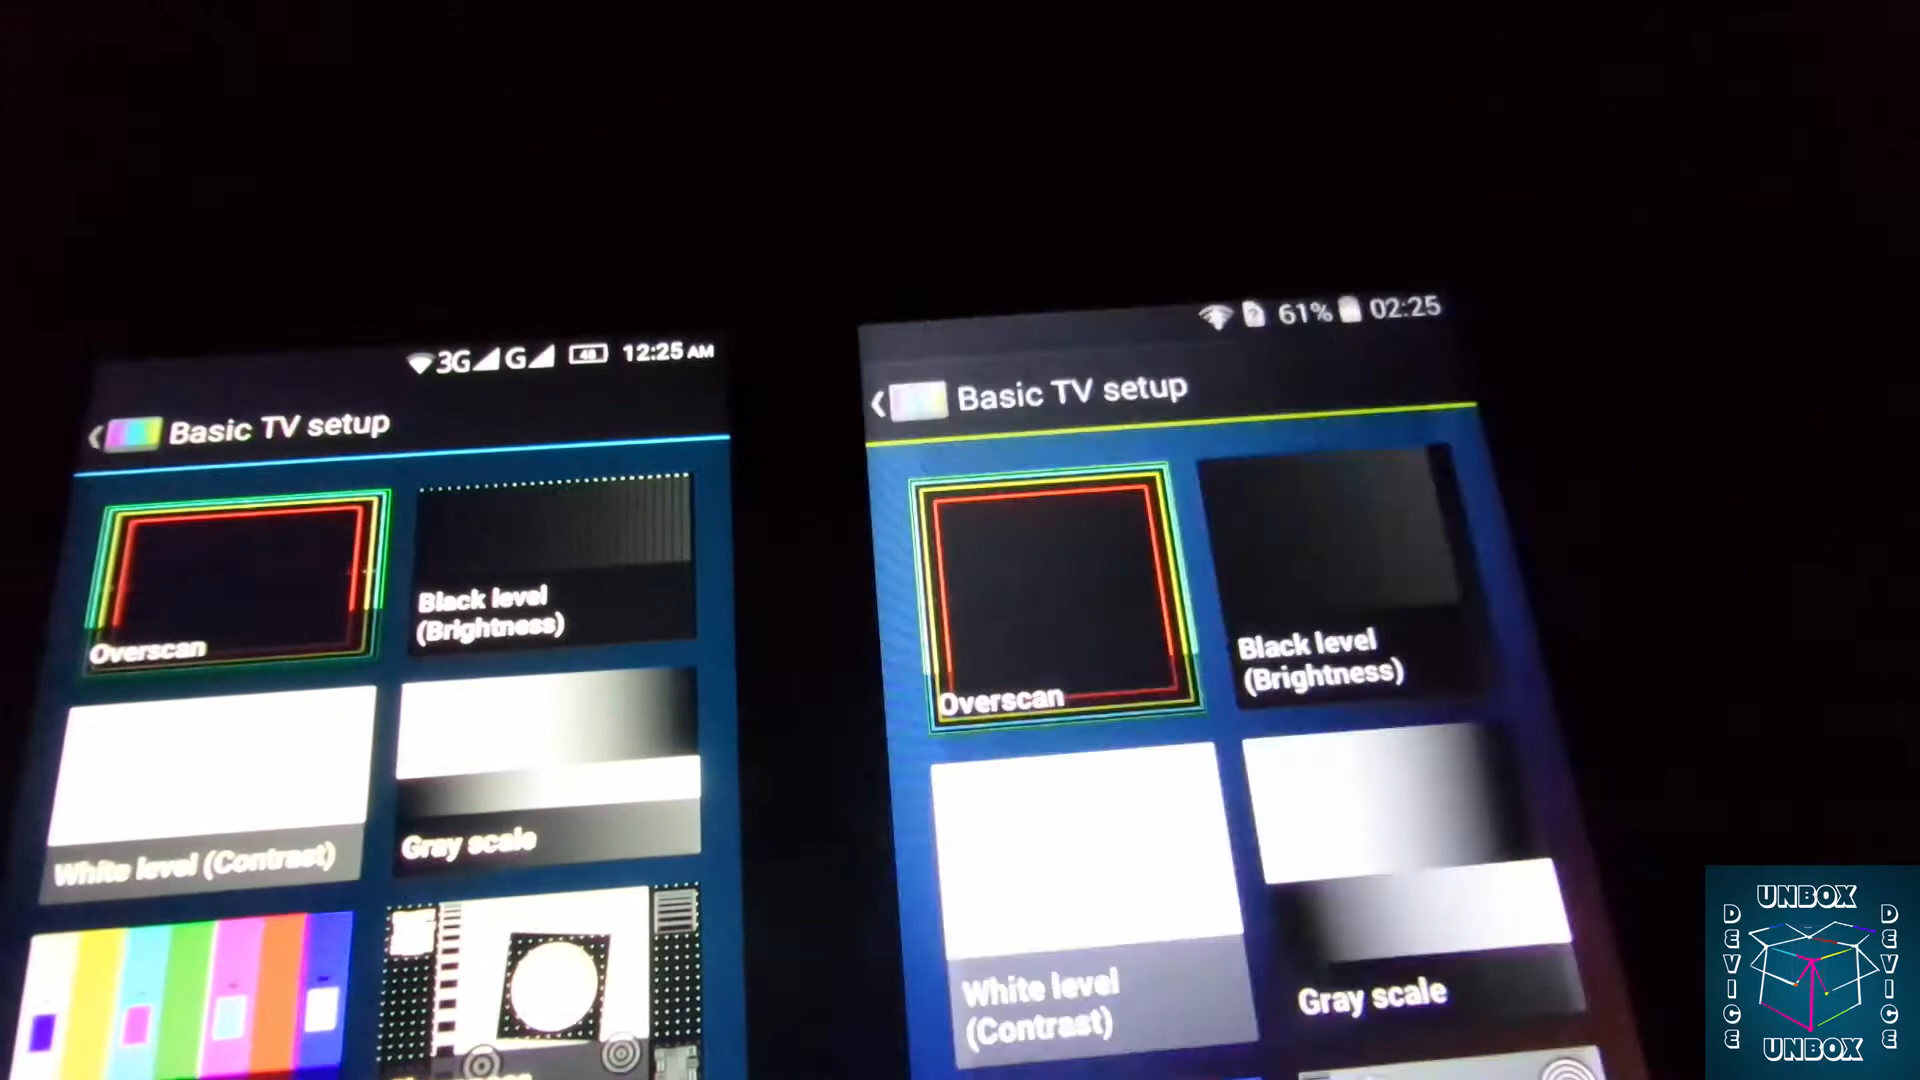 3G G 48 12:25 AM
Basic TV setup
Overscan
Black level
(Brightness)
White level (Contrast)
Gray scale
61% 02:25
Basic TV setup
Overscan
Black level
(Brightness)
White level
(Contrast)
Gray scale
UNBOX
DEVICE
DEVICE
UNBOX